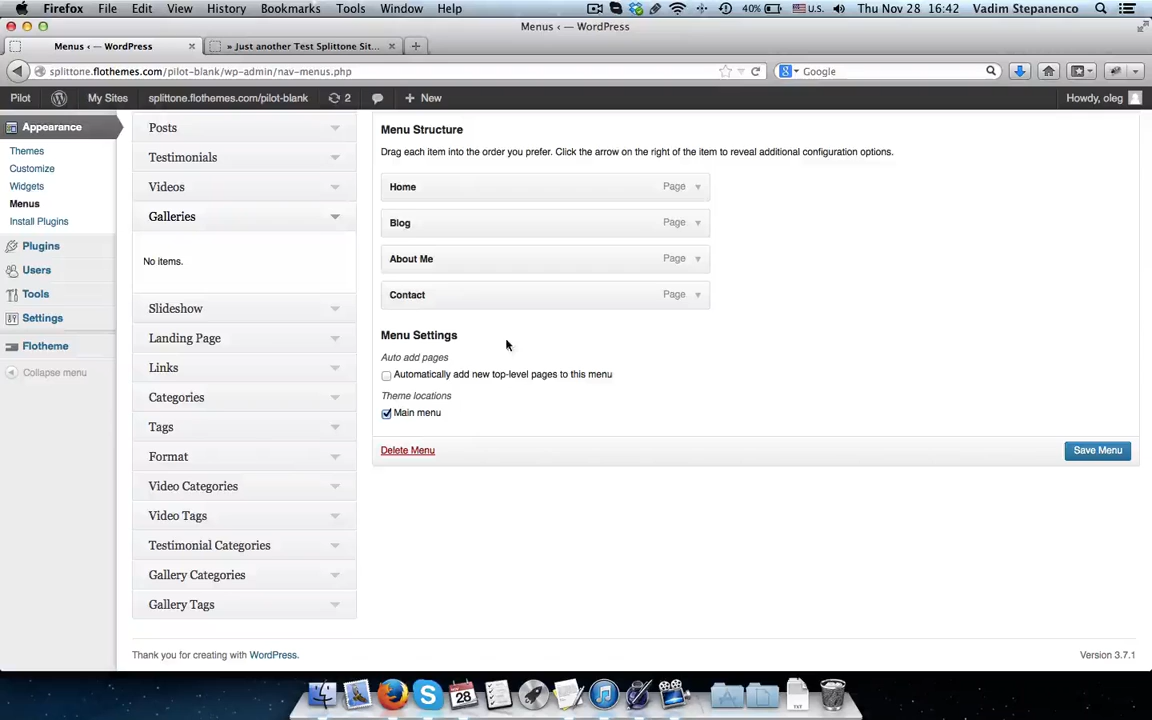 Firefox File Edit View History Bookmarks Tools Window Help 40% U.S. Thu Nov 28 16:42 Vadim Stepanenco
Menus ‹ — WordPress
Menus ‹ — WordPress × » Just another Test Splittone Sit... × +
splittone.flothemes.com/pilot-blank/wp-admin/nav-menus.php Google
Pilot My Sites splittone.flothemes.com/pilot-blank 2 + New Howdy, oleg
Appearance
Themes
Customize
Widgets
Menus
Install Plugins
Plugins
Users
Tools
Settings
Flotheme
Collapse menu
Posts
Testimonials
Videos
Galleries
No items.
Slideshow
Landing Page
Links
Categories
Tags
Format
Video Categories
Video Tags
Testimonial Categories
Gallery Categories
Gallery Tags
Menu Structure
Drag each item into the order you prefer. Click the arrow on the right of the item to reveal additional configuration options.
Home Page
Blog Page
About Me Page
Contact Page
Menu Settings
Auto add pages
Automatically add new top-level pages to this menu
Theme locations
Main menu
Delete Menu Save Menu
Thank you for creating with WordPress. Version 3.7.1
28
TXT